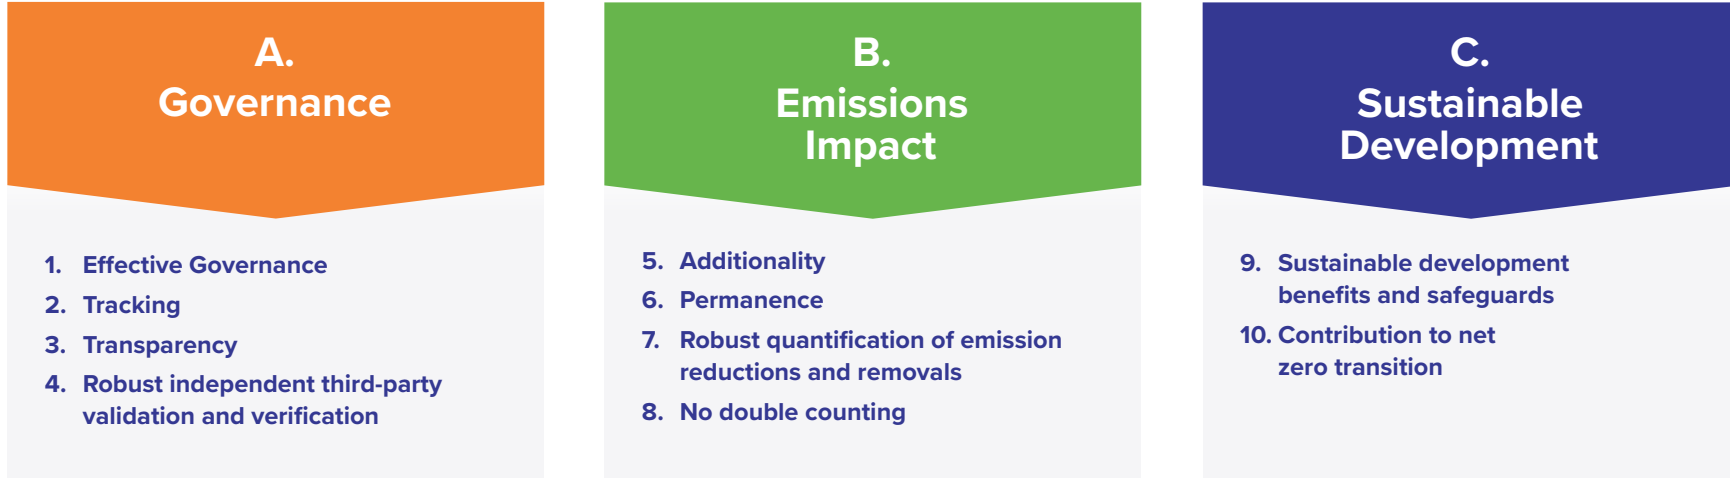 A.
Governance
1. Effective Governance
2. Tracking
3. Transparency
4. Robust independent third-party
validation and verification
B.
Emissions
Impact
5. Additionality
6. Permanence
7. Robust quantification of emission
reductions and removals
8. No double counting
C.
Sustainable
Development
9. Sustainable development
benefits and safeguards
10. Contribution to net
zero transition